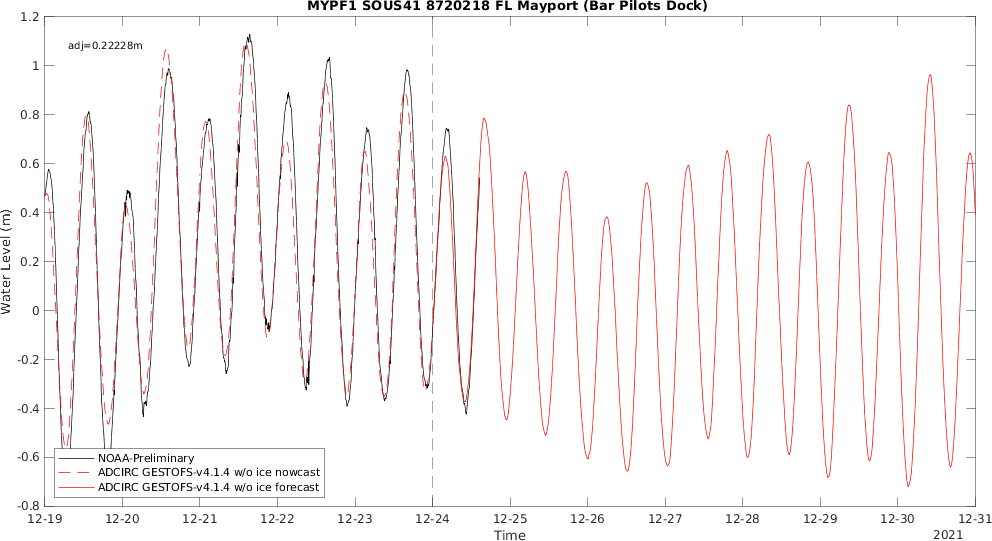 MYPF1 SOUS41 8720218 FL Mayport (Bar Pilots Dock)
adj=0.22228m
Water Level (m)
1.2
1
0.8
0.6
0.4
0.2
0
-0.2
-0.4
-0.6
-0.8
NOAA-Preliminary
ADCIRC GESTOFS-v4.1.4 w/o ice nowcast
ADCIRC GESTOFS-v4.1.4 w/o ice forecast
12-19 12-20 12-21 12-22 12-23 12-24 12-25 12-26 12-27 12-28 12-29 12-30 12-31
Time
2021